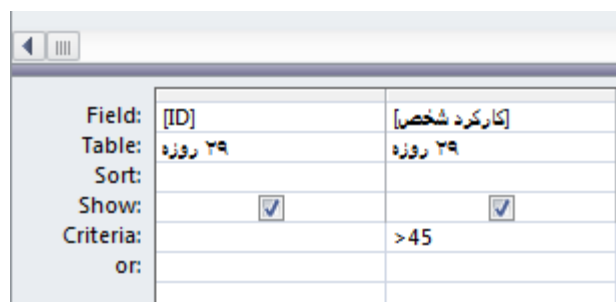 Field: [ID] [کارکرد شخص]
Table: ۲۹ روزه ۲۹ روزه
Sort:
Show:
Criteria: >45
or: